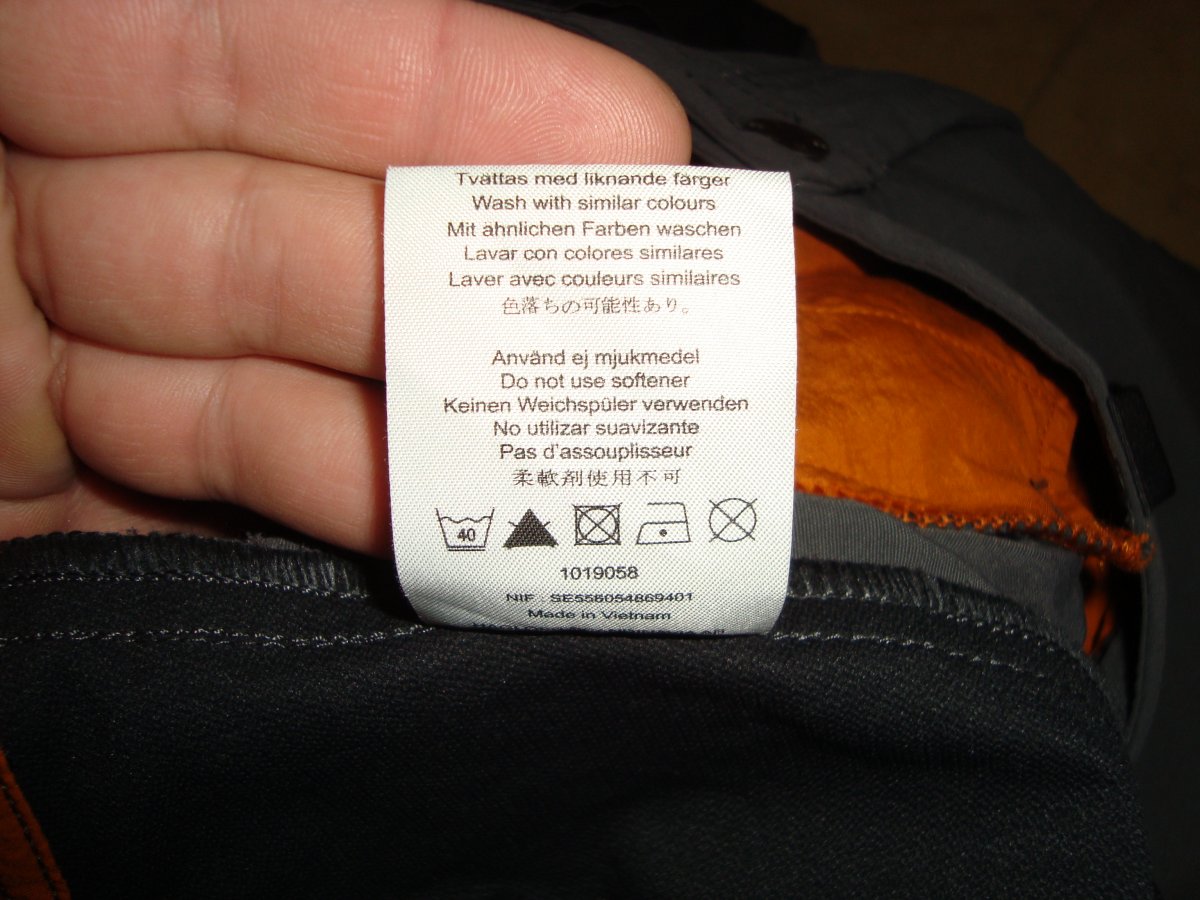 Tvättas med liknande färger
Wash with similar colours
Mit ähnlichen Farben waschen
Lavar con colores similares
Laver avec couleurs similaires
色落ちの可能性あり。
Använd ej mjukmedel
Do not use softener
Keinen Weichspüler verwenden
No utilizar suavizante
Pas d'assouplisseur
柔軟剤使用不可
40
1019058
NIF : SE556054869401
Made in Vietnam